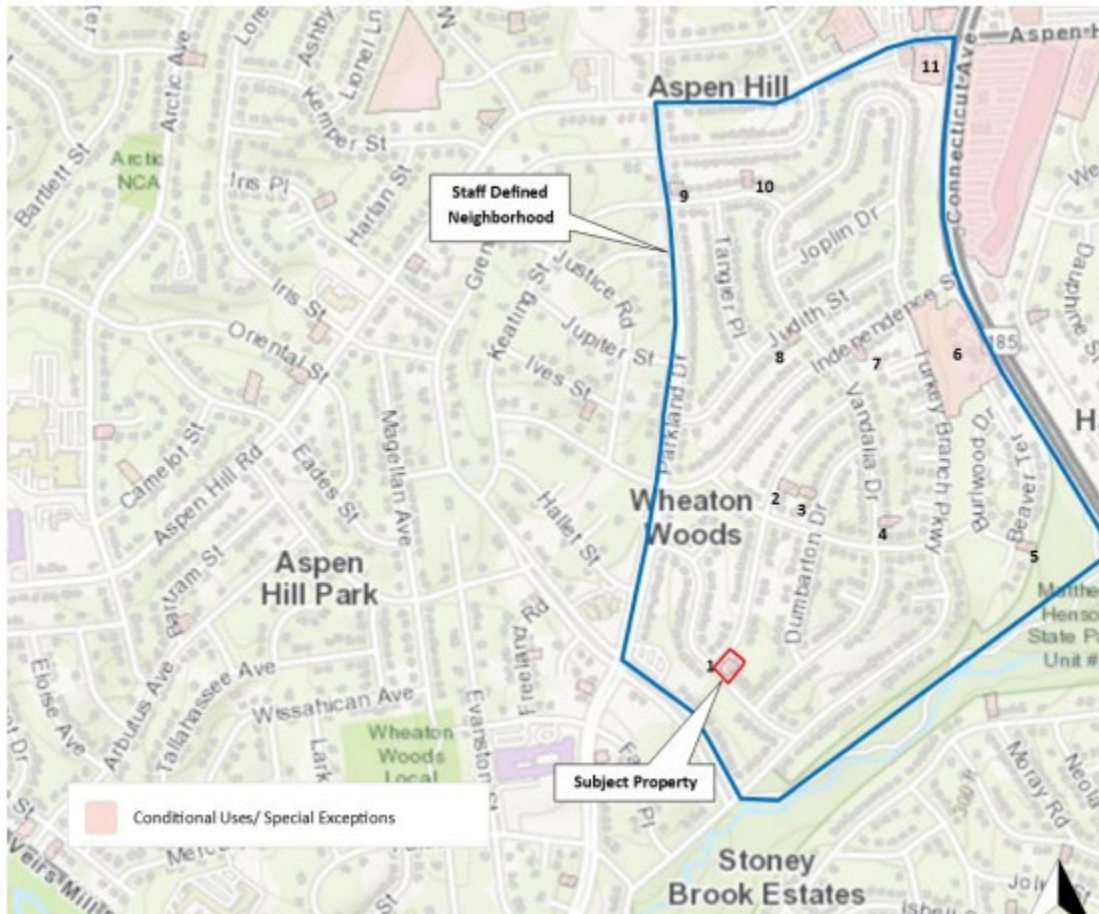 Arctic Ave
Ashby
Lionel Ln
Kemper St
Aspen Hill
11
Connecticut Ave
Bartlett St
Arctic
NCA
Iris Pl
Harlan St
Staff Defined
Neighborhood
9
10
Justice Rd
Joplin Dr
Tangier Pl
Keating St
Iris St
Oriental St
Jupiter St
Judith St
Independence S
8
7
6
185
Ives St
Parkland Dr
Vandalia Dr
Turkey Branch Pkwy
Burlwood Dr
Beaver Ter
Camelot St
Aspen Hill Rd
Eades St
Magellan Ave
Hallet St
Wheaton
Woods
2
3
4
5
Dumbarton Dr
Aspen
Hill Park
Bartram St
Freeland Rd
State Pa
Unit #
1
Eloise Ave
Arbutus Ave
Tallahassee Ave
Wissahican Ave
Evanston St
Wheaton
Woods
Local
Lark
Subject Property
Moray Rd
Conditional Uses/ Special Exceptions
Stoney
Brook Estates